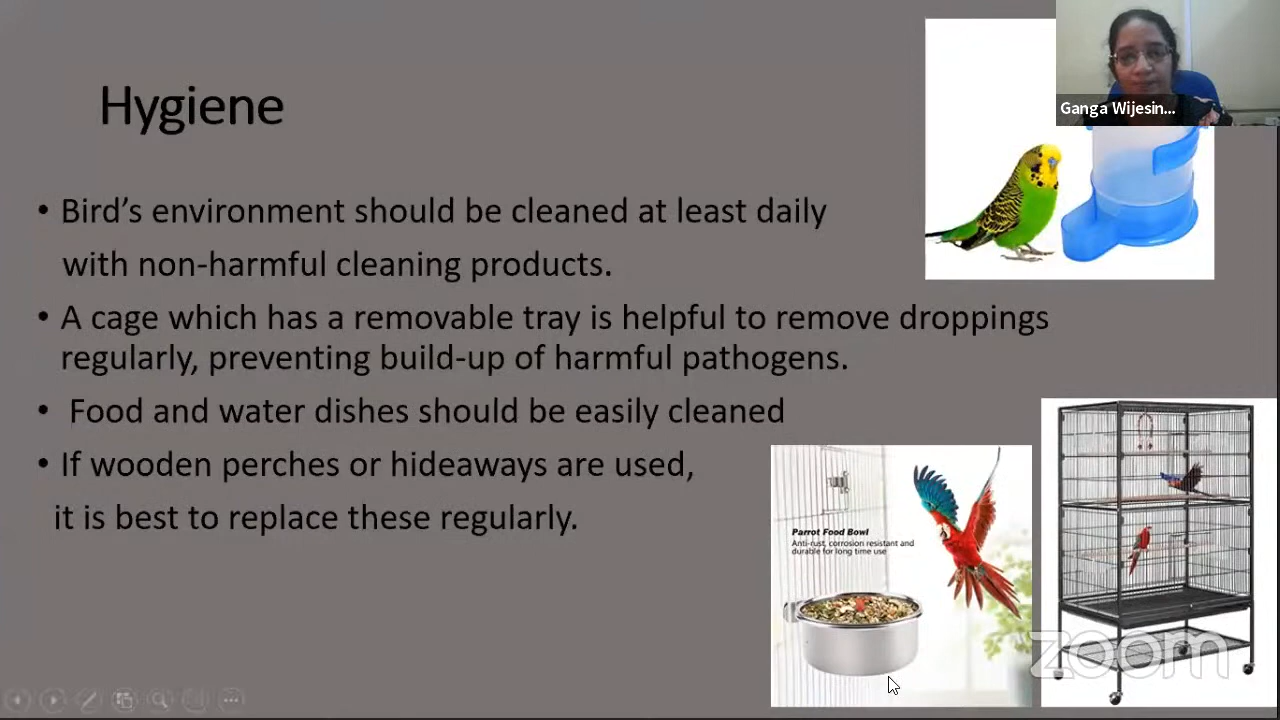 Ganga Wijesin...
Hygiene
• Bird's environment should be cleaned at least daily
with non-harmful cleaning products.
• A cage which has a removable tray is helpful to remove droppings
regularly, preventing build-up of harmful pathogens.
• Food and water dishes should be easily cleaned
• If wooden perches or hideaways are used,
it is best to replace these regularly.
Parrot Food Bowl
Anti-rust, corrosion resistant and
durable for long time use
zoom